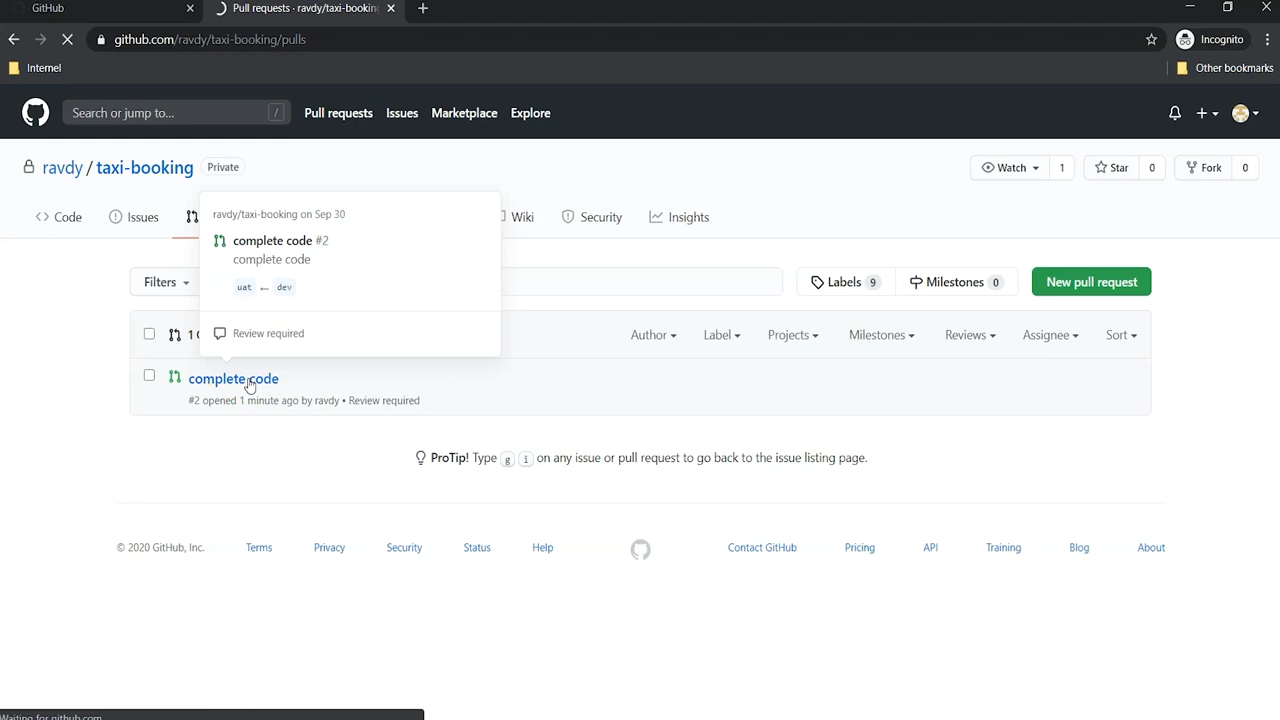 GitHub
Pull requests · ravdy/taxi-booking
github.com/ravdy/taxi-booking/pulls
Incognito
Internet
Other bookmarks
Search or jump to... /
Pull requests Issues Marketplace Explore
ravdy / taxi-booking Private
Watch 1 Star 0 Fork 0
Code Issues Wiki Security Insights
ravdy/taxi-booking on Sep 30
complete code #2
complete code
uat ← dev
Review required
Filters Labels 9 Milestones 0 New pull request
Author Label Projects Milestones Reviews Assignee Sort
complete code
#2 opened 1 minute ago by ravdy • Review required
ProTip! Type g i on any issue or pull request to go back to the issue listing page.
© 2020 GitHub, Inc. Terms Privacy Security Status Help Contact GitHub Pricing API Training Blog About
Waiting for github.com